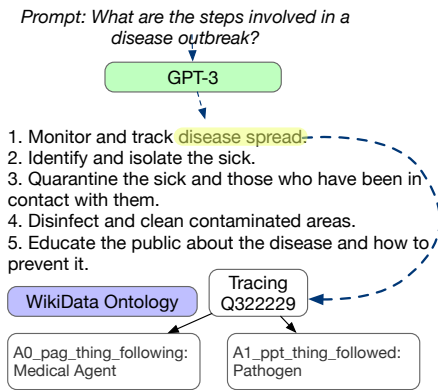 Prompt: What are the steps involved in a
disease outbreak?
GPT-3
1. Monitor and track disease spread.
2. Identify and isolate the sick.
3. Quarantine the sick and those who have been in
contact with them.
4. Disinfect and clean contaminated areas.
5. Educate the public about the disease and how to
prevent it.
Tracing
Q322229
WikiData Ontology
A0_pag_thing_following:
Medical Agent
A1_ppt_thing_followed:
Pathogen